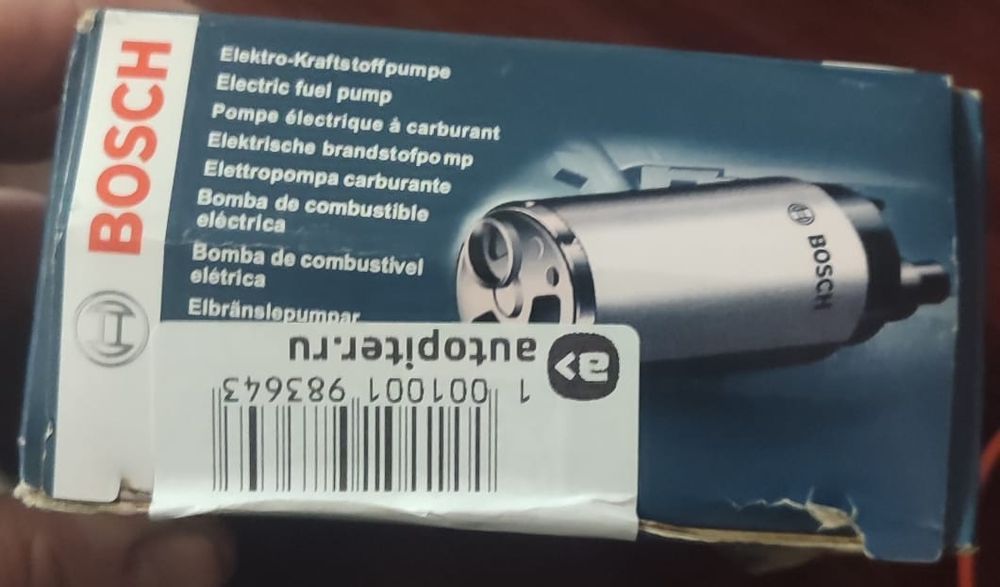 BOSCH
Elektro-Kraftstoffpumpe
Electric fuel pump
Pompe électrique à carburant
Elektrische brandstofpomp
Elettropompa carburante
Bomba de combustible
eléctrica
Bomba de combustivel
elétrica
Elbränslepumpar
BOSCH
a>
autopiter.ru
1 001001 983643